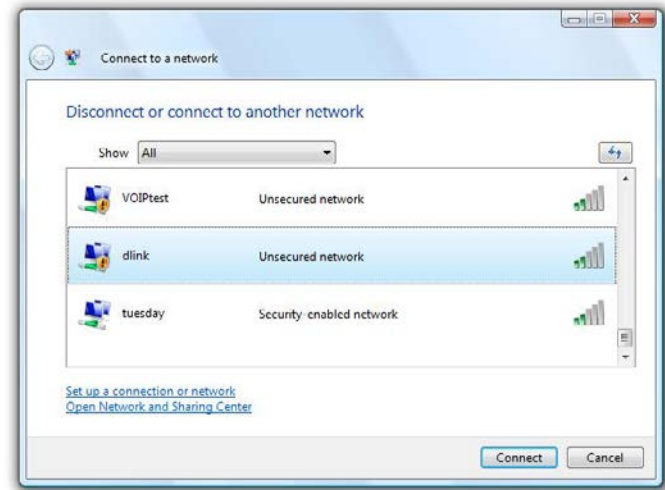 Connect to a network
Disconnect or connect to another network
Show All
VOIPtest Unsecured network
dlink Unsecured network
tuesday Security-enabled network
Set up a connection or network
Open Network and Sharing Center
Connect Cancel